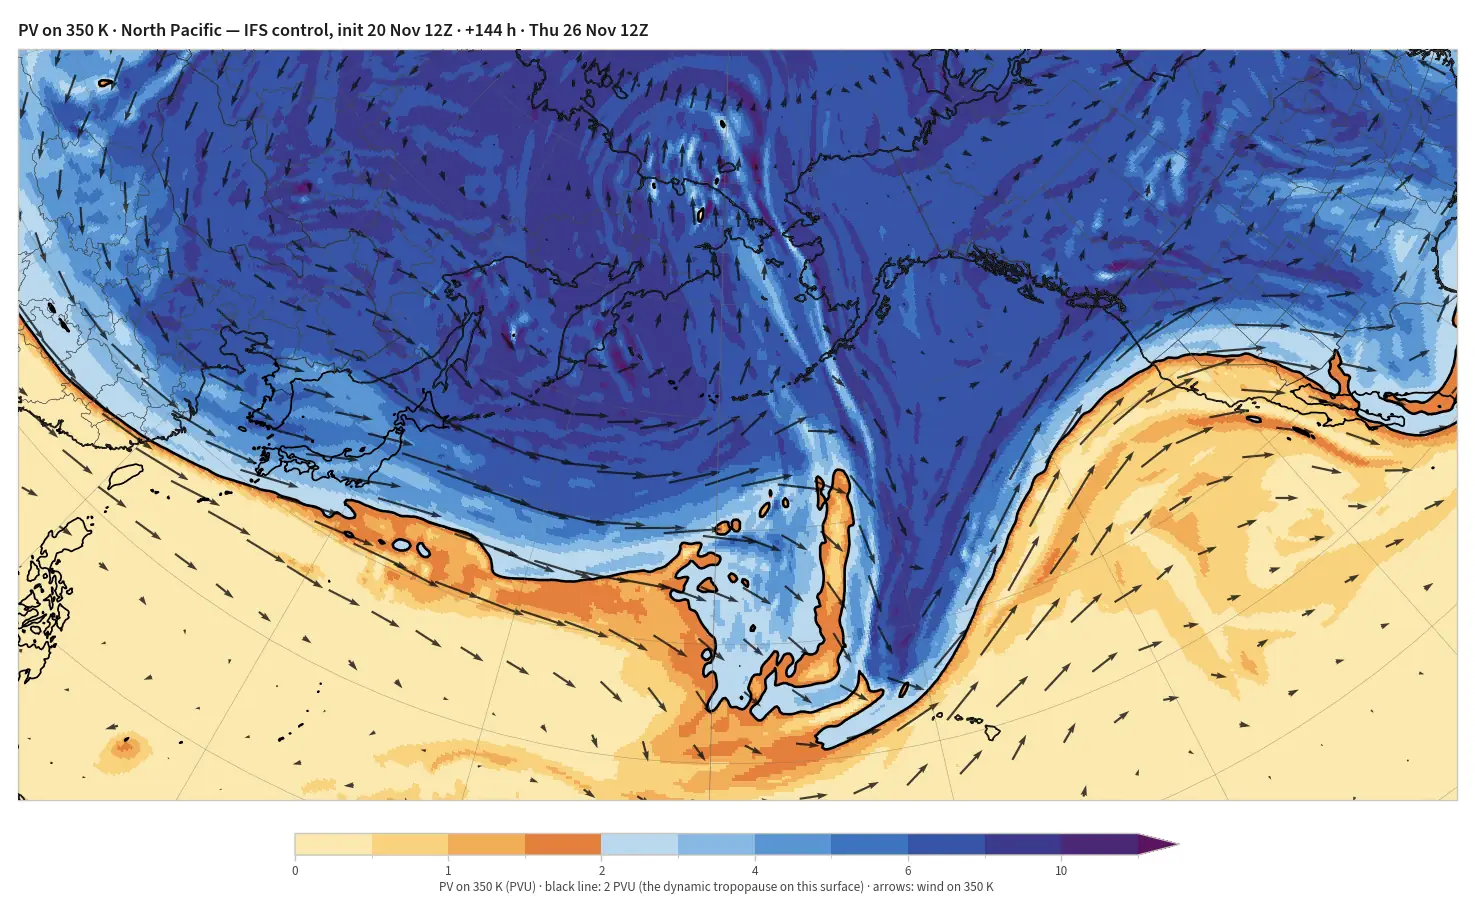 PV on 350 K · North Pacific — IFS control, init 20 Nov 12Z · +144 h · Thu 26 Nov 12Z
0 1 2 4 6 10
PV on 350 K (PVU) · black line: 2 PVU (the dynamic tropopause on this surface) · arrows: wind on 350 K